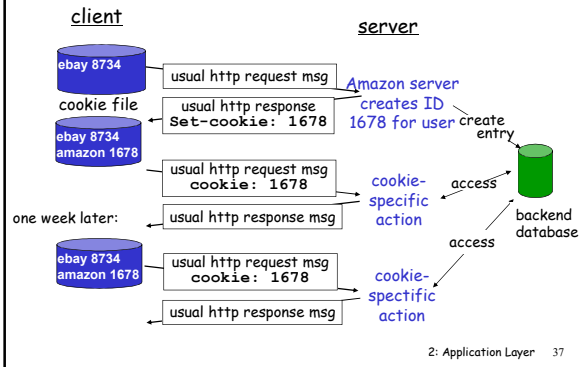 client
server
ebay 8734
usual http request msg
Amazon server
creates ID
1678 for user
cookie file
usual http response
Set-cookie: 1678
create
entry
ebay 8734
amazon 1678
usual http request msg
cookie: 1678
cookie-
specific
action
access
backend
database
usual http response msg
one week later:
access
ebay 8734
amazon 1678
usual http request msg
cookie: 1678
cookie-
spectific
action
usual http response msg
2: Application Layer 37